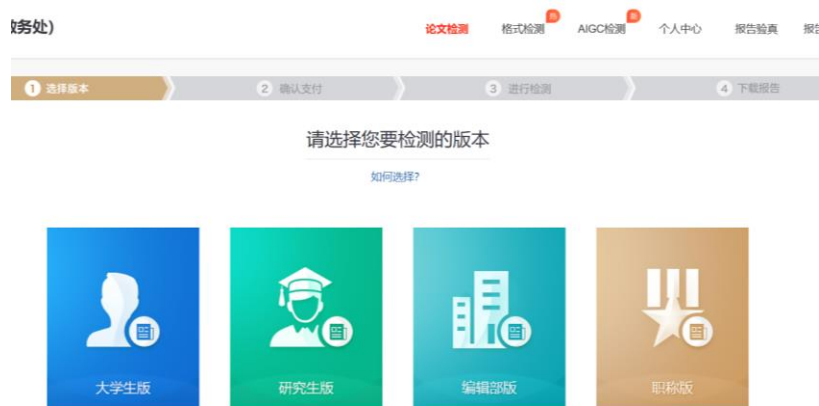 教务处)
论文检测 格式检测 AIGC检测 个人中心 报告验真
1 选择版本 2 确认支付 3 进行检测 4 下载报告
请选择您要检测的版本
如何选择?
大学生版 研究生版 编辑部版 职称版